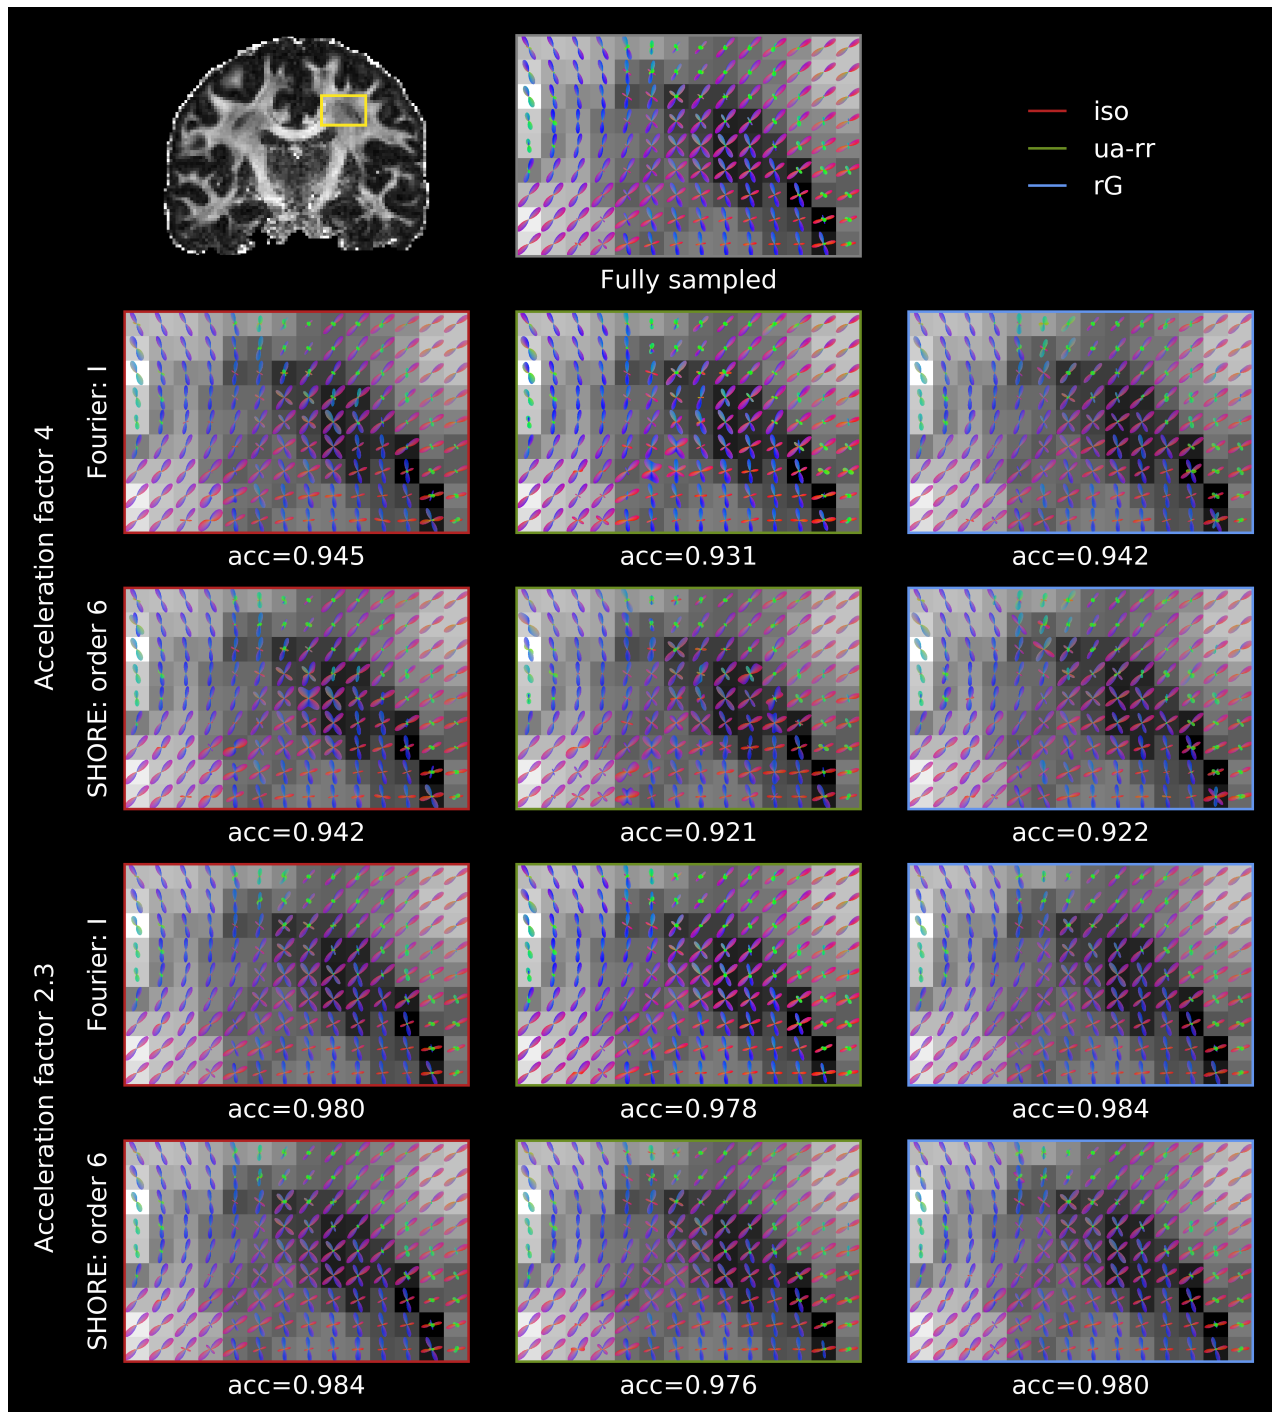 iso
ua-rr
rG
Fully sampled
Acceleration factor 4
Fourier: I
acc=0.945
acc=0.931
acc=0.942
SHORE: order 6
acc=0.942
acc=0.921
acc=0.922
Acceleration factor 2.3
Fourier: I
acc=0.980
acc=0.978
acc=0.984
SHORE: order 6
acc=0.984
acc=0.976
acc=0.980